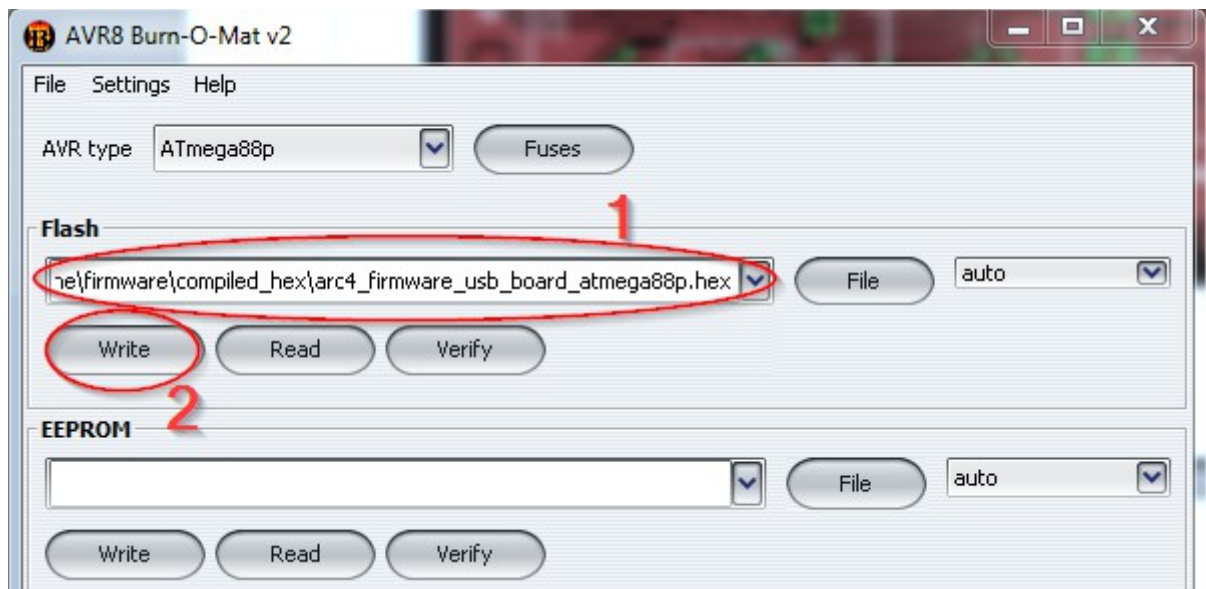 AVR8 Burn-O-Mat v2
File Settings Help
AVR type ATmega88p Fuses
1
Flash
ne\firmware\compiled_hex\arc4_firmware_usb_board_atmega88p.hex File auto
Write Read Verify
2
EEPROM
File auto
Write Read Verify